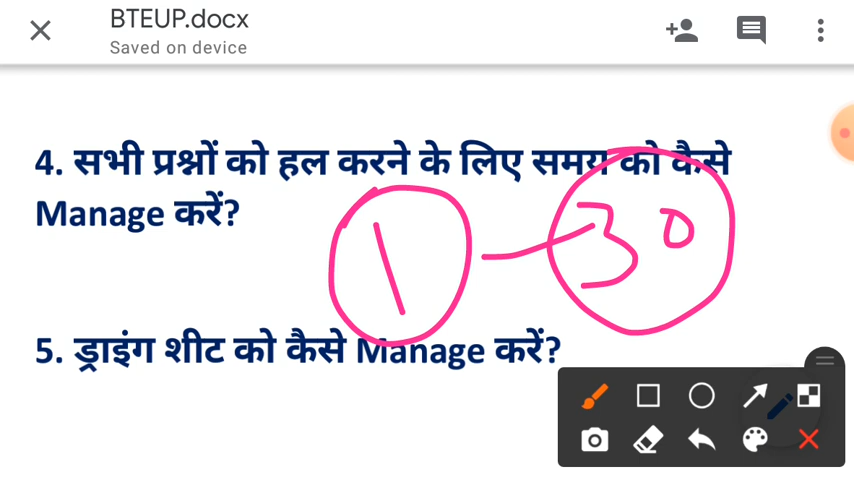 BTEUP.docx
Saved on device
4. सभी प्रश्नों को हल करने के लिए समय को कैसे
Manage करें?
1 - 30
5. ड्राइंग शीट को कैसे Manage करें?